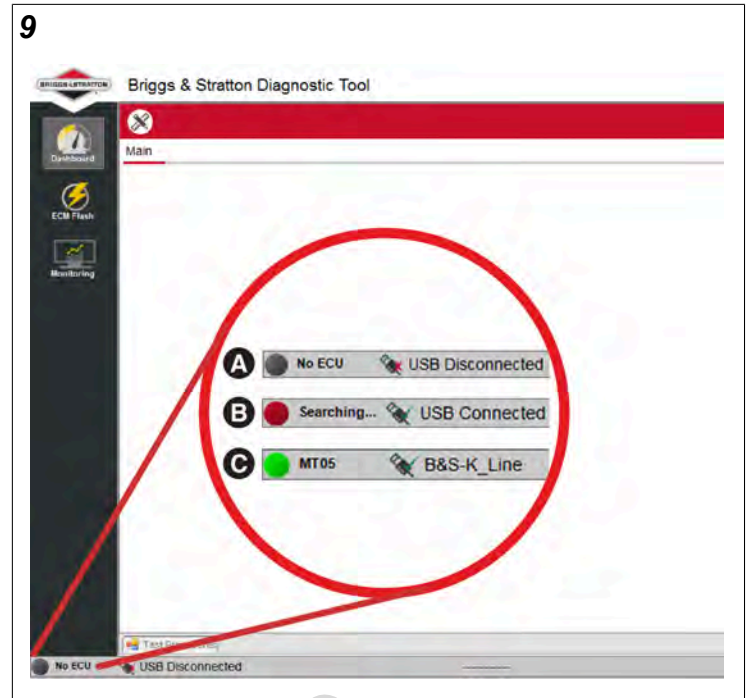 9
BRIGGS & STRATTON
Briggs & Stratton Diagnostic Tool
Dashboard
Main
ECM Flash
Monitoring
A No ECU USB Disconnected
B Searching... USB Connected
C MT05 B&S-K_Line
No ECU USB Disconnected